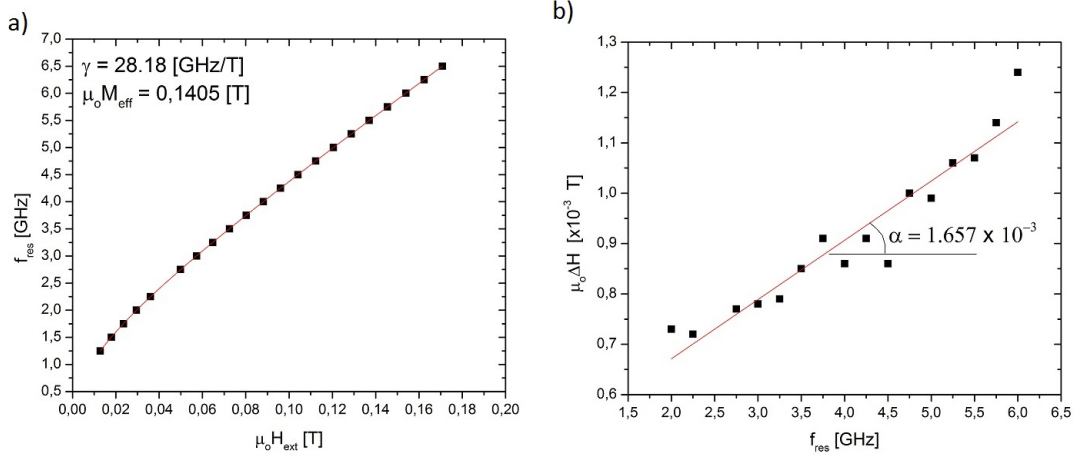 a)
γ = 28.18 [GHz/T]
μ₀M_eff = 0,1405 [T]
7,0
6,5
6,0
5,5
5,0
4,5
4,0
3,5
3,0
2,5
2,0
1,5
1,0
0,5
f_res [GHz]
0,00 0,02 0,04 0,06 0,08 0,10 0,12 0,14 0,16 0,18 0,20
μ₀H_ext [T]
b)
1,3
1,2
1,1
1,0
0,9
0,8
0,7
0,6
μ₀ΔH [x10⁻³ T]
α = 1.657 x 10⁻³
1,5 2,0 2,5 3,0 3,5 4,0 4,5 5,0 5,5 6,0 6,5
f_res [GHz]